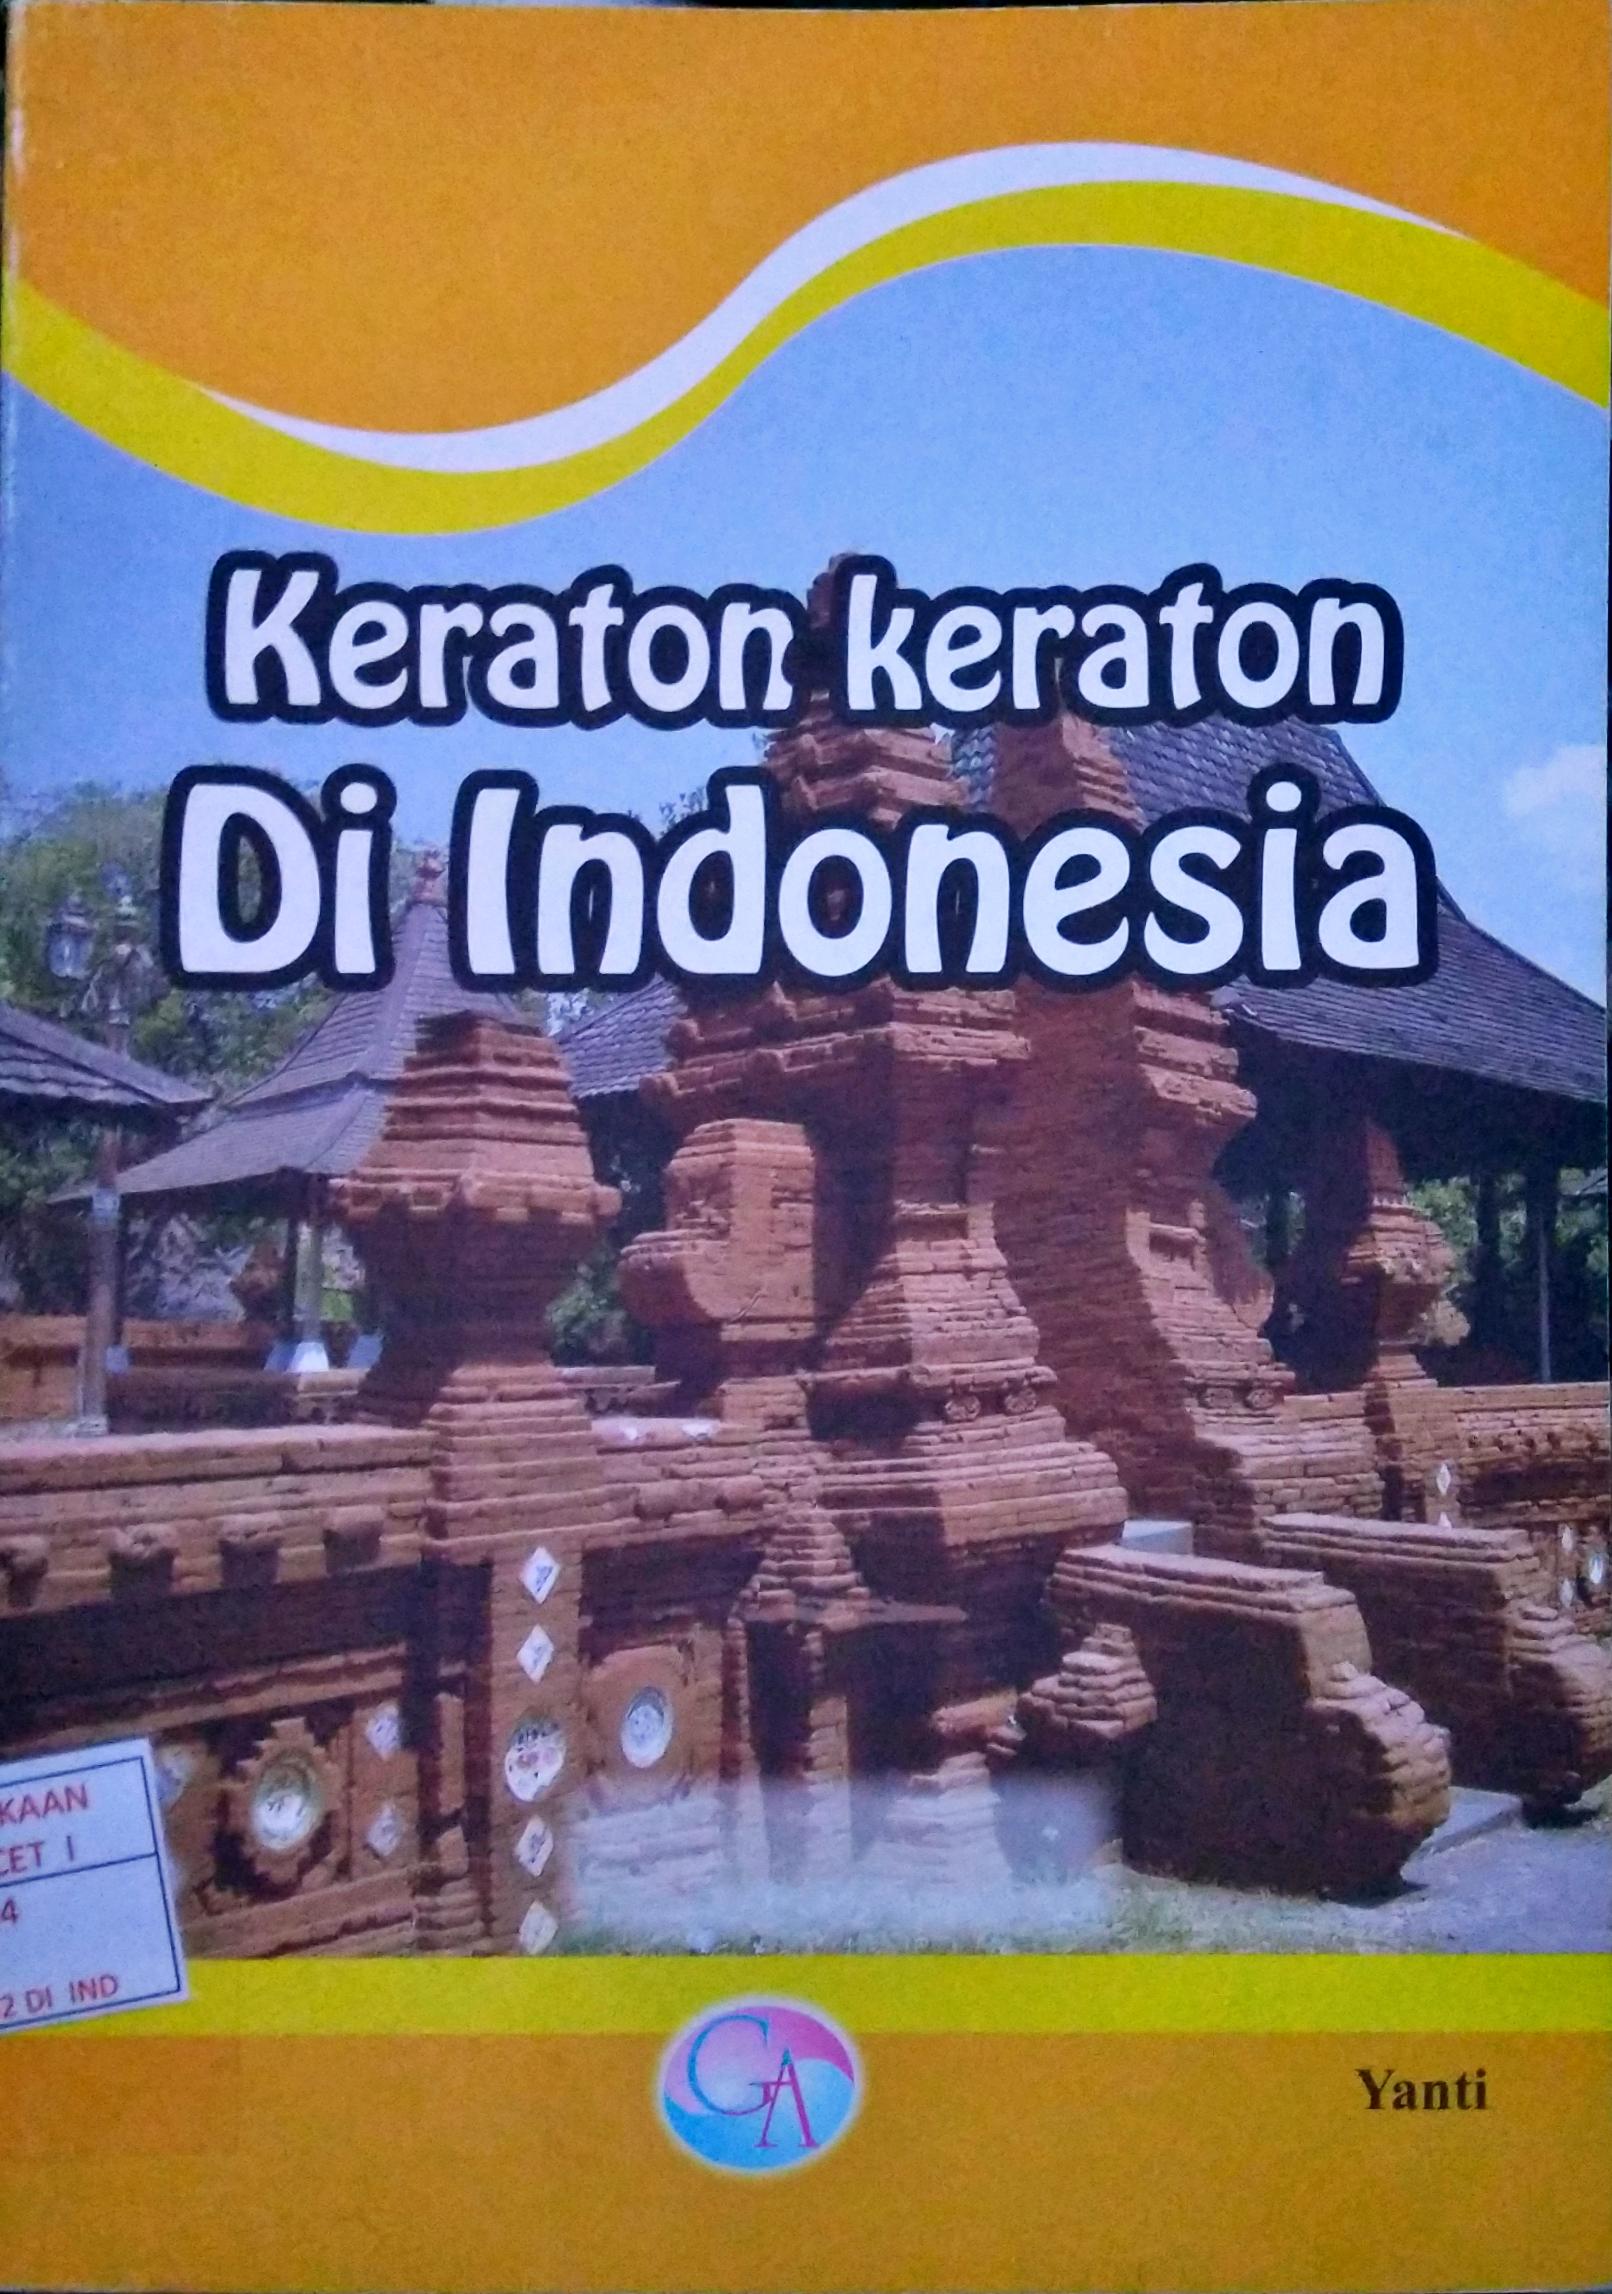 Keraton keraton
Di Indonesia
KAAN
CET I
4
2 DI IND
GA
Yanti